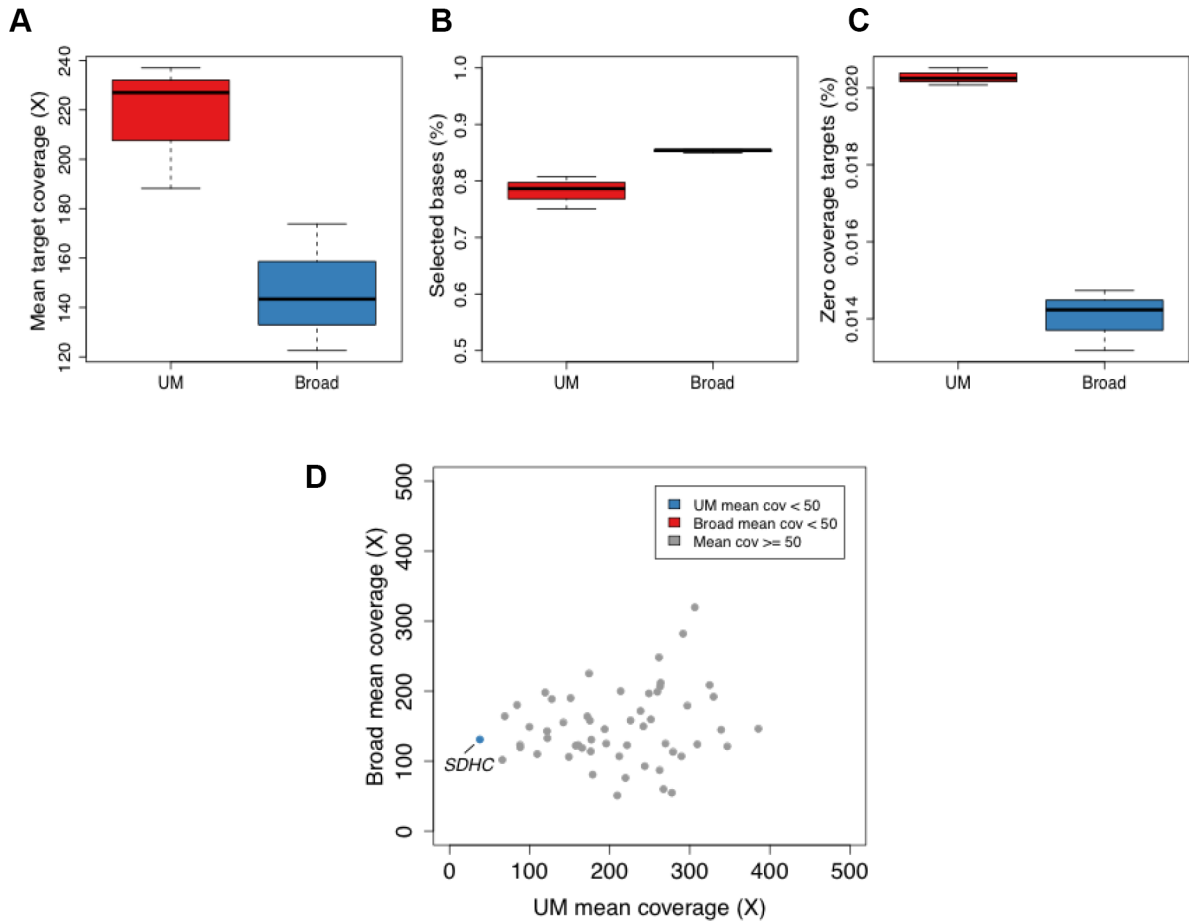 A
B
C
Mean target coverage (X)
240
220
200
180
160
140
120
UM
Broad
Selected bases (%)
1.0
0.9
0.8
0.7
0.6
0.5
UM
Broad
Zero coverage targets (%)
0.020
0.018
0.016
0.014
UM
Broad
D
Broad mean coverage (X)
500
400
300
200
100
0
UM mean cov < 50
Broad mean cov < 50
Mean cov >= 50
SDHC
0 100 200 300 400 500
UM mean coverage (X)